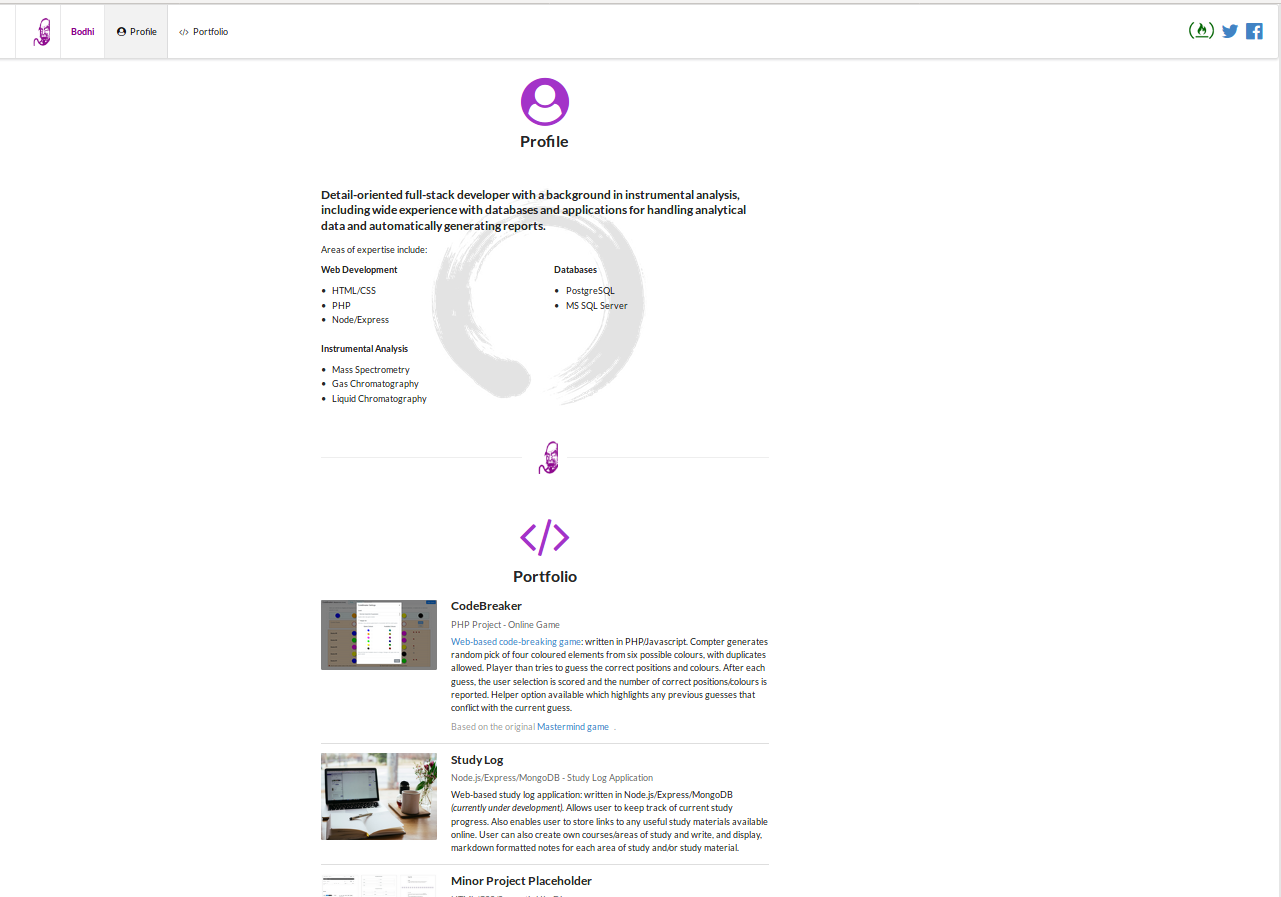 Bodhi
Profile
Portfolio
Profile
Detail-oriented full-stack developer with a background in instrumental analysis,
including wide experience with databases and applications for handling analytical
data and automatically generating reports.
Areas of expertise include:
Web Development
HTML/CSS
PHP
Node/Express
Databases
PostgreSQL
MS SQL Server
Instrumental Analysis
Mass Spectrometry
Gas Chromatography
Liquid Chromatography
Portfolio
CodeBreaker
PHP Project - Online Game
Web-based code-breaking game: written in PHP/Javascript. Compter generates
random pick of four coloured elements from six possible colours, with duplicates
allowed. Player than tries to guess the correct positions and colours. After each
guess, the user selection is scored and the number of correct positions/colours is
reported. Helper option available which highlights any previous guesses that
conflict with the current guess.
Based on the original Mastermind game .
Study Log
Node.js/Express/MongoDB - Study Log Application
Web-based study log application: written in Node.js/Express/MongoDB
(currently under development). Allows user to keep track of current study
progress. Also enables user to store links to any useful study materials available
online. User can also create own courses/areas of study and write, and display,
markdown formatted notes for each area of study and/or study material.
Minor Project Placeholder